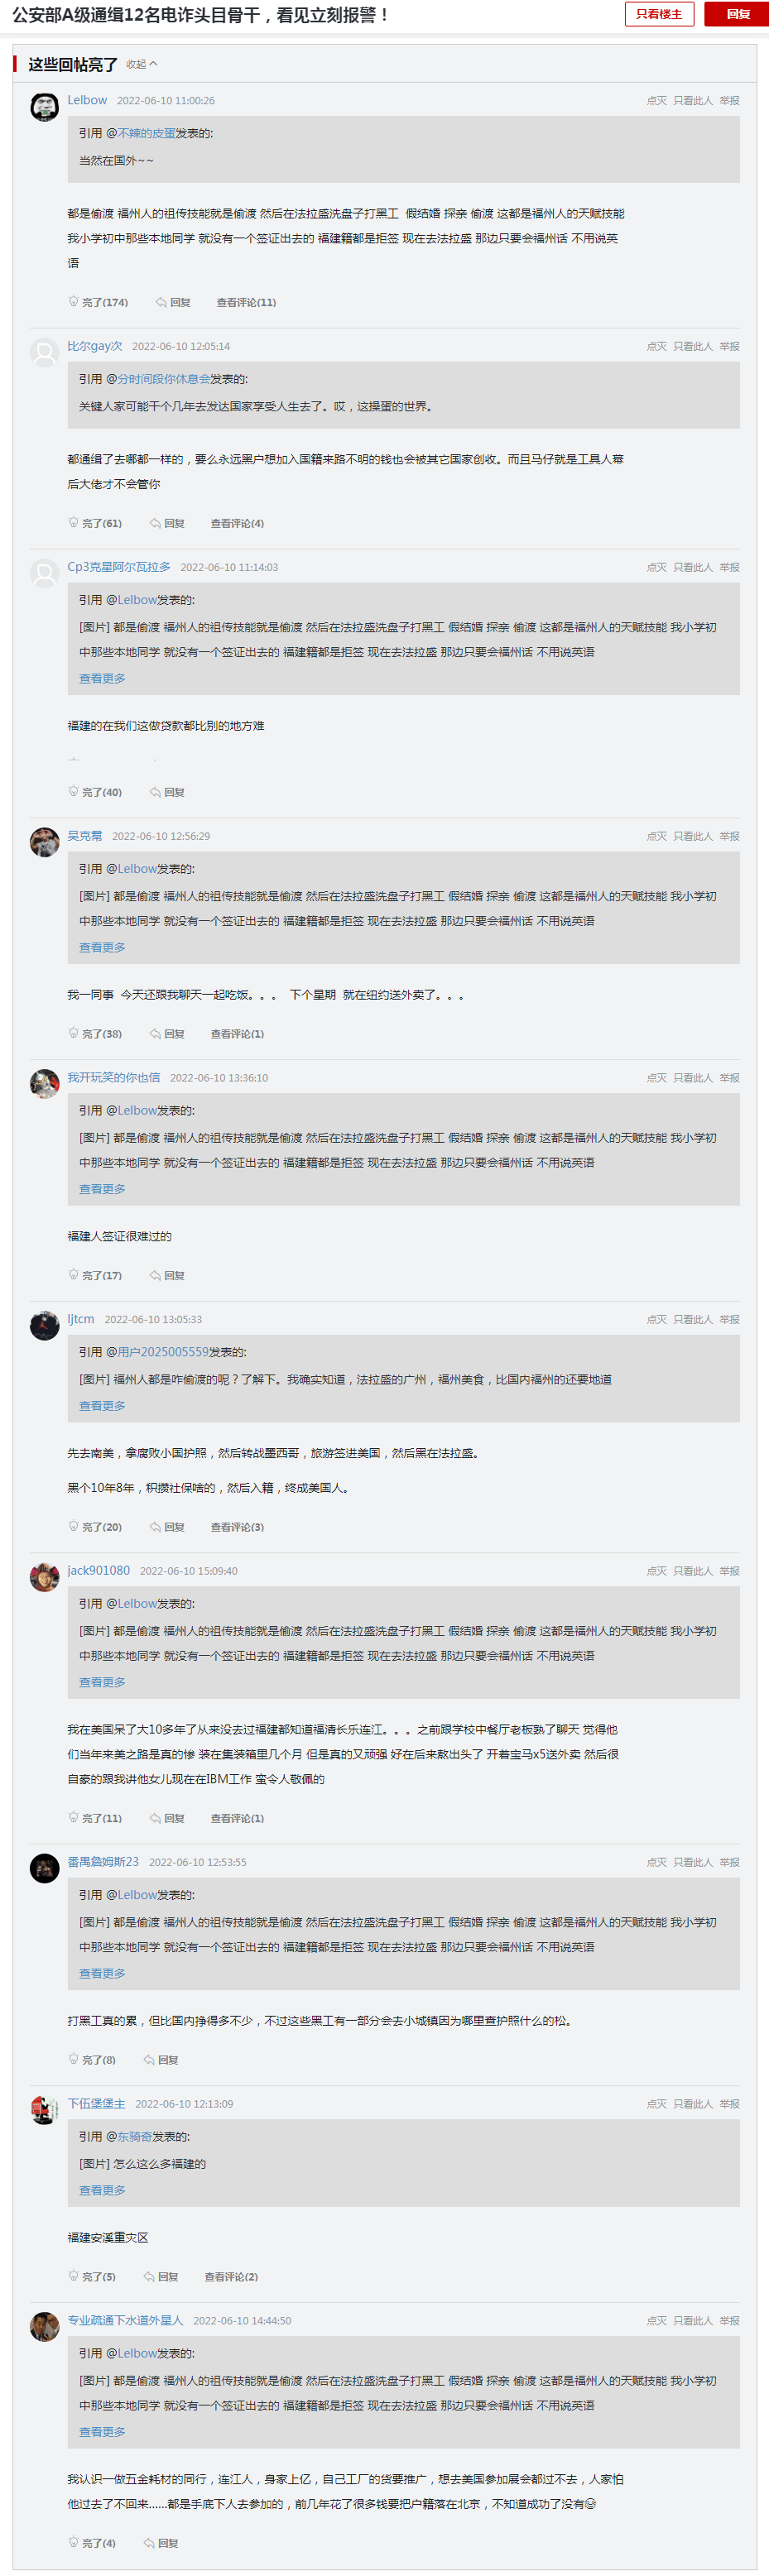 公安部A级通缉12名电诈头目骨干，看见立刻报警！
只看楼主
回复
这些回帖亮了 收起
Lelbow 2022-06-10 11:00:26 点灭 只看此人 举报
引用 @不辣的皮蛋发表的:
当然在国外~~
都是偷渡 福州人的祖传技能就是偷渡 然后在法拉盛洗盘子打黑工  假结婚 探亲 偷渡 这都是福州人的天赋技能
我小学初中那些本地同学 就没有一个签证出去的 福建籍都是拒签 现在去法拉盛 那边只要会福州话 不用说英
语
亮了(174) 回复 查看评论(11)
比尔gay次 2022-06-10 12:05:14 点灭 只看此人 举报
引用 @分时间段你休息会发表的:
关键人家可能干个几年去发达国家享受人生去了。哎，这操蛋的世界。
都通缉了去哪都一样的，要么永远黑户想加入国籍来路不明的钱也会被其它国家创收。而且马仔就是工具人幕
后大佬才不会管你
亮了(61) 回复 查看评论(4)
Cp3克星阿尔瓦拉多 2022-06-10 11:14:03 点灭 只看此人 举报
引用 @Lelbow发表的:
[图片] 都是偷渡 福州人的祖传技能就是偷渡 然后在法拉盛洗盘子打黑工 假结婚 探亲 偷渡 这都是福州人的天赋技能 我小学初
中那些本地同学 就没有一个签证出去的 福建籍都是拒签 现在去法拉盛 那边只要会福州话 不用说英语
查看更多
福建的在我们这做贷款都比别的地方难
亮了(40) 回复
吴克羣 2022-06-10 12:56:29 点灭 只看此人 举报
引用 @Lelbow发表的:
[图片] 都是偷渡 福州人的祖传技能就是偷渡 然后在法拉盛洗盘子打黑工 假结婚 探亲 偷渡 这都是福州人的天赋技能 我小学初
中那些本地同学 就没有一个签证出去的 福建籍都是拒签 现在去法拉盛 那边只要会福州话 不用说英语
查看更多
我一同事  今天还跟我聊天一起吃饭。。。  下个星期  就在纽约送外卖了。。。
亮了(38) 回复 查看评论(1)
我开玩笑的你也信 2022-06-10 13:36:10 点灭 只看此人 举报
引用 @Lelbow发表的:
[图片] 都是偷渡 福州人的祖传技能就是偷渡 然后在法拉盛洗盘子打黑工 假结婚 探亲 偷渡 这都是福州人的天赋技能 我小学初
中那些本地同学 就没有一个签证出去的 福建籍都是拒签 现在去法拉盛 那边只要会福州话 不用说英语
查看更多
福建人签证很难过的
亮了(17) 回复
ljtcm 2022-06-10 13:05:33 点灭 只看此人 举报
引用 @用户2025005559发表的:
[图片] 福州人都是咋偷渡的呢？了解下。我确实知道，法拉盛的广州，福州美食，比国内福州的还要地道
查看更多
先去南美，拿腐败小国护照，然后转战墨西哥，旅游签进美国，然后黑在法拉盛。
黑个10年8年，积攒社保啥的，然后入籍，终成美国人。
亮了(20) 回复 查看评论(3)
jack901080 2022-06-10 15:09:40 点灭 只看此人 举报
引用 @Lelbow发表的:
[图片] 都是偷渡 福州人的祖传技能就是偷渡 然后在法拉盛洗盘子打黑工 假结婚 探亲 偷渡 这都是福州人的天赋技能 我小学初
中那些本地同学 就没有一个签证出去的 福建籍都是拒签 现在去法拉盛 那边只要会福州话 不用说英语
查看更多
我在美国呆了大10多年了从来没去过福建都知道福清长乐连江。。。之前跟学校中餐厅老板熟了聊天 觉得他
们当年来美之路是真的惨 装在集装箱里几个月 但是真的又顽强 好在后来熬出头了 开着宝马x5送外卖 然后很
自豪的跟我讲他女儿现在在IBM工作 蛮令人敬佩的
亮了(11) 回复 查看评论(1)
番禺詹姆斯23 2022-06-10 12:53:55 点灭 只看此人 举报
引用 @Lelbow发表的:
[图片] 都是偷渡 福州人的祖传技能就是偷渡 然后在法拉盛洗盘子打黑工 假结婚 探亲 偷渡 这都是福州人的天赋技能 我小学初
中那些本地同学 就没有一个签证出去的 福建籍都是拒签 现在去法拉盛 那边只要会福州话 不用说英语
查看更多
打黑工真的累，但比国内挣得多不少，不过这些黑工有一部分会去小城镇因为哪里查护照什么的松。
亮了(8) 回复
下伍堡堡主 2022-06-10 12:13:09 点灭 只看此人 举报
引用 @东骑奇发表的:
[图片] 怎么这么多福建的
查看更多
福建安溪重灾区
亮了(5) 回复 查看评论(2)
专业疏通下水道外星人 2022-06-10 14:44:50 点灭 只看此人 举报
引用 @Lelbow发表的:
[图片] 都是偷渡 福州人的祖传技能就是偷渡 然后在法拉盛洗盘子打黑工 假结婚 探亲 偷渡 这都是福州人的天赋技能 我小学初
中那些本地同学 就没有一个签证出去的 福建籍都是拒签 现在去法拉盛 那边只要会福州话 不用说英语
查看更多
我认识一做五金耗材的同行，连江人，身家上亿，自己工厂的货要推广，想去美国参加展会都过不去，人家怕
他过去了不回来......都是手底下人去参加的，前几年花了很多钱要把户籍落在北京，不知道成功了没有
亮了(4) 回复